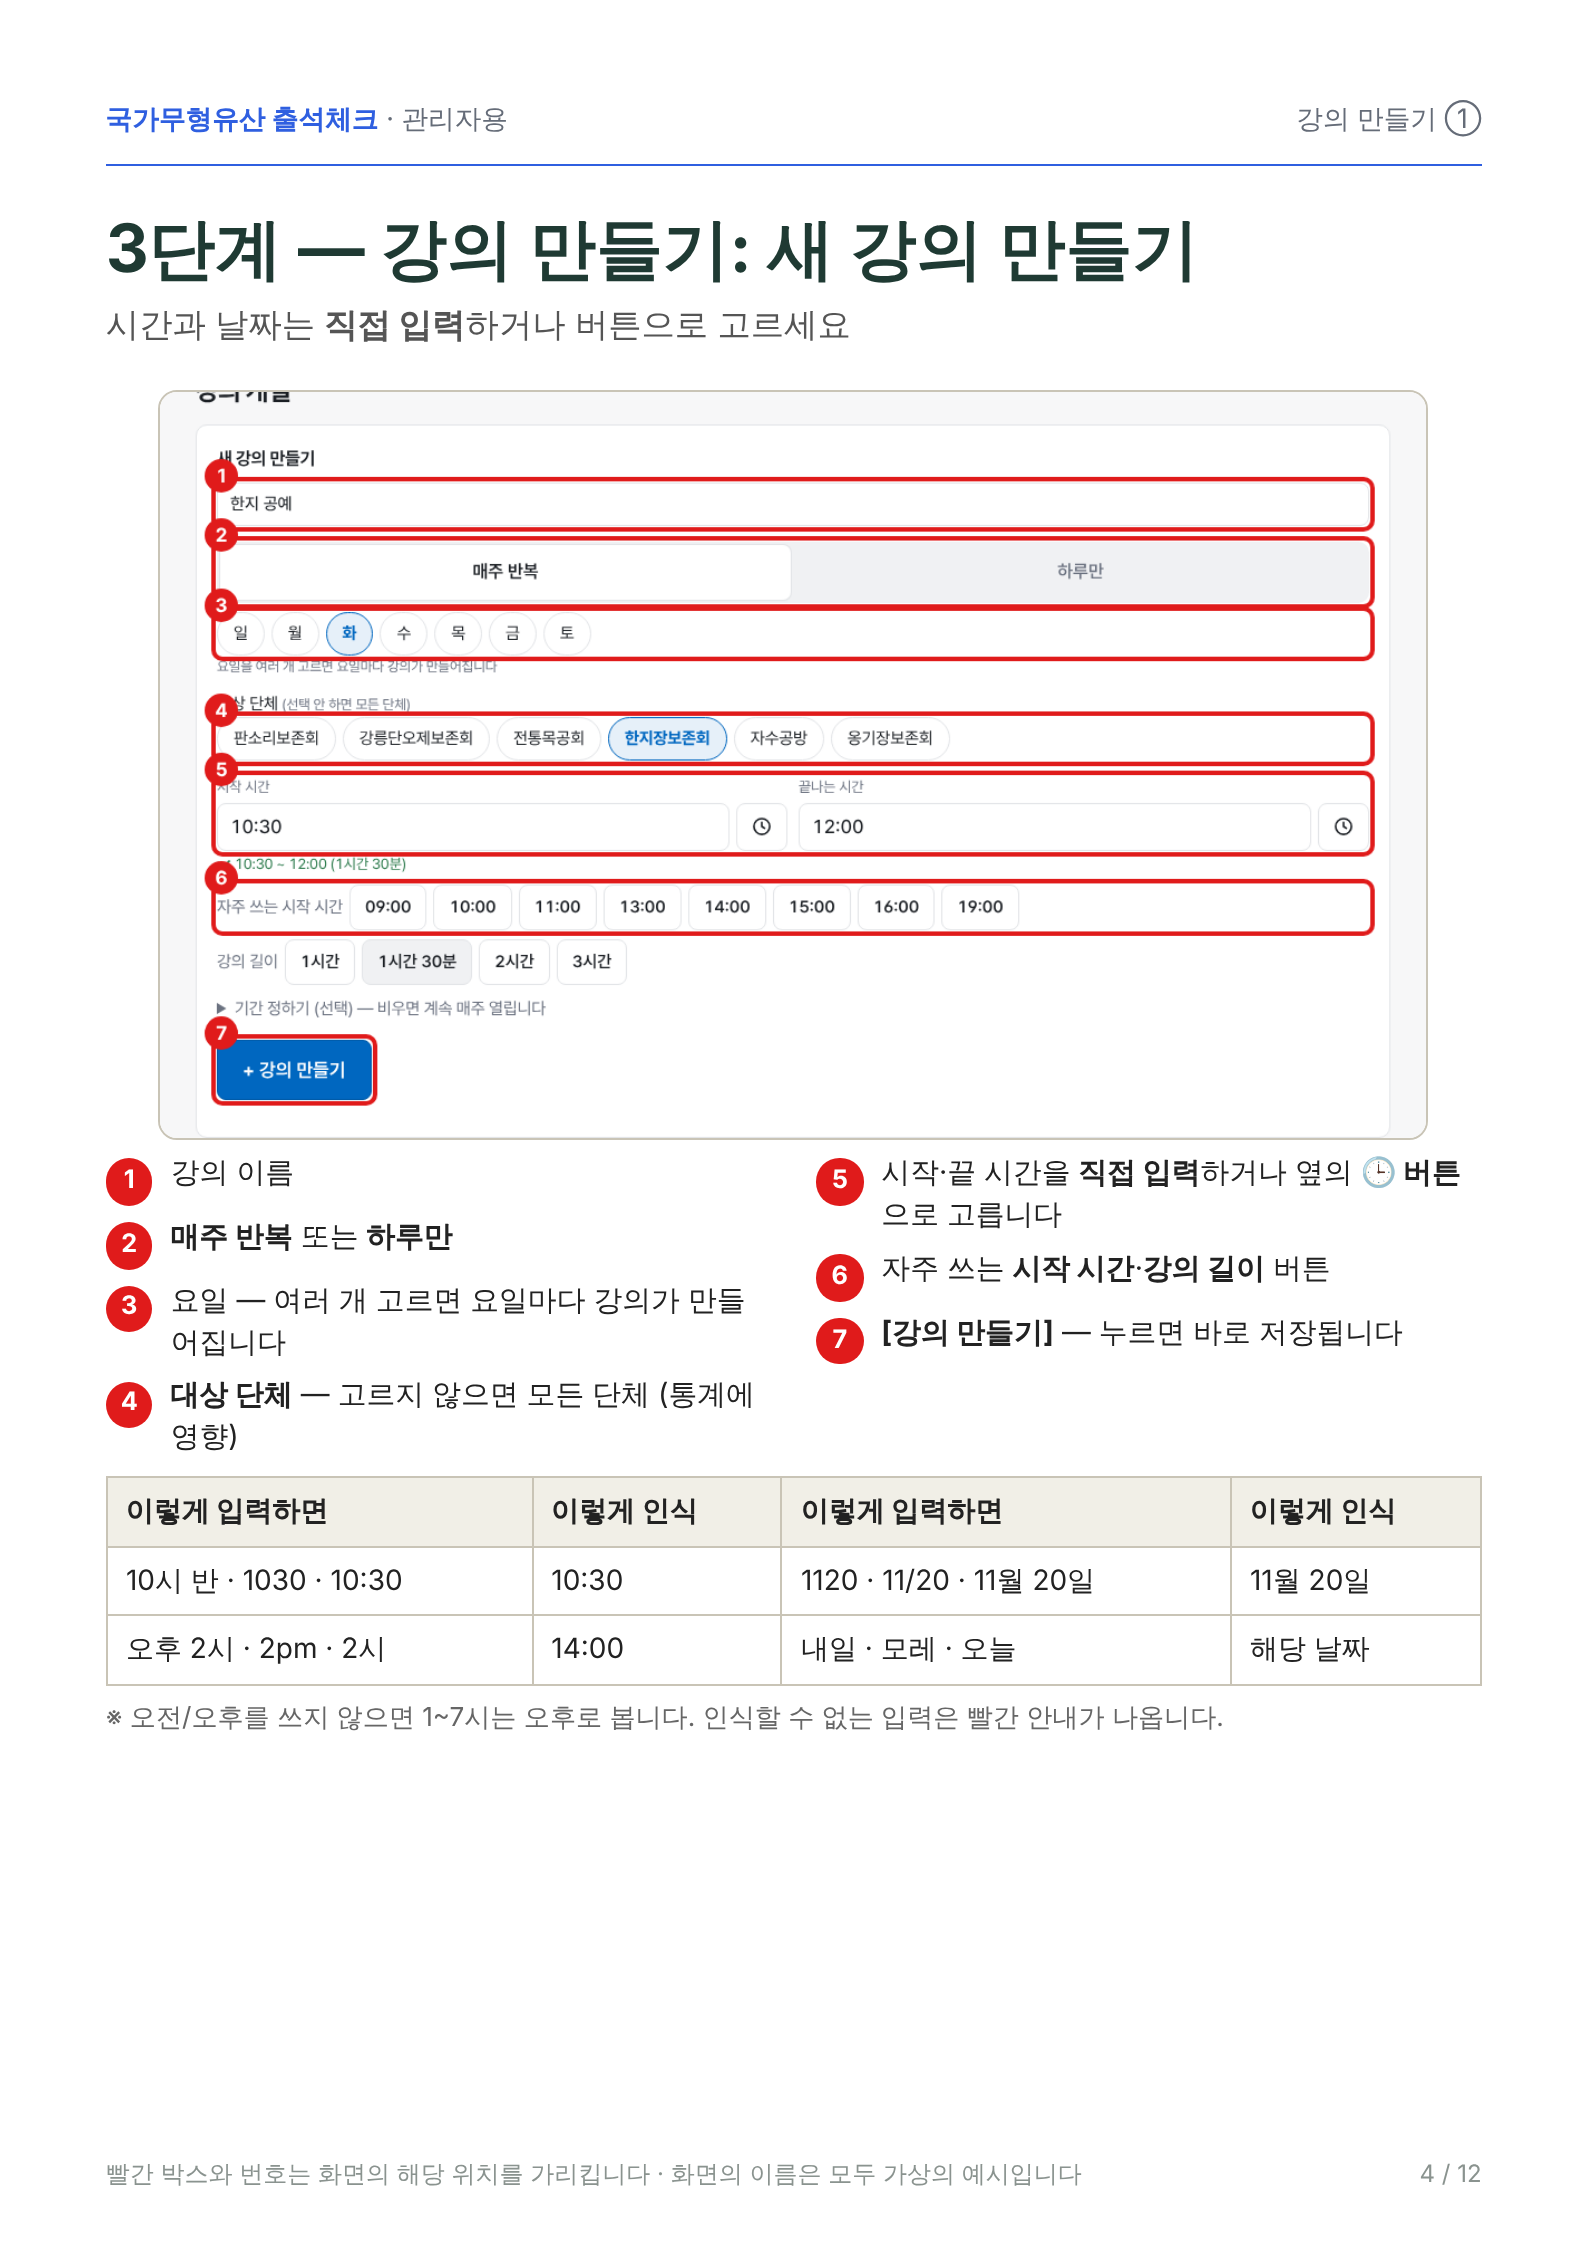 국가무형유산 출석체크 · 관리자용
강의 만들기 ①
3단계 — 강의 만들기: 새 강의 만들기
시간과 날짜는 직접 입력하거나 버튼으로 고르세요
새 강의 만들기
1
한지 공예
2
매주 반복 하루만
3
일 월 화 수 목 금 토
요일을 여러 개 고르면 요일마다 강의가 만들어집니다
4 상 단체 (선택 안 하면 모든 단체)
판소리보존회 강릉단오제보존회 전통목공회 한지장보존회 자수공방 옹기장보존회
5
시작 시간 끝나는 시간
10:30 12:00
10:30 ~ 12:00 (1시간 30분)
6
자주 쓰는 시작 시간 09:00 10:00 11:00 13:00 14:00 15:00 16:00 19:00
강의 길이 1시간 1시간 30분 2시간 3시간
▶ 기간 정하기 (선택) — 비우면 계속 매주 열립니다
7
+ 강의 만들기
1 강의 이름
2 매주 반복 또는 하루만
3 요일 — 여러 개 고르면 요일마다 강의가 만들
어집니다
4 대상 단체 — 고르지 않으면 모든 단체 (통계에
영향)
5 시작·끝 시간을 직접 입력하거나 옆의 🕒 버튼
으로 고릅니다
6 자주 쓰는 시작 시간·강의 길이 버튼
7 [강의 만들기] — 누르면 바로 저장됩니다
이렇게 입력하면 이렇게 인식 이렇게 입력하면 이렇게 인식
10시 반 · 1030 · 10:30 10:30 1120 · 11/20 · 11월 20일 11월 20일
오후 2시 · 2pm · 2시 14:00 내일 · 모레 · 오늘 해당 날짜
※ 오전/오후를 쓰지 않으면 1~7시는 오후로 봅니다. 인식할 수 없는 입력은 빨간 안내가 나옵니다.
빨간 박스와 번호는 화면의 해당 위치를 가리킵니다 · 화면의 이름은 모두 가상의 예시입니다
4 / 12